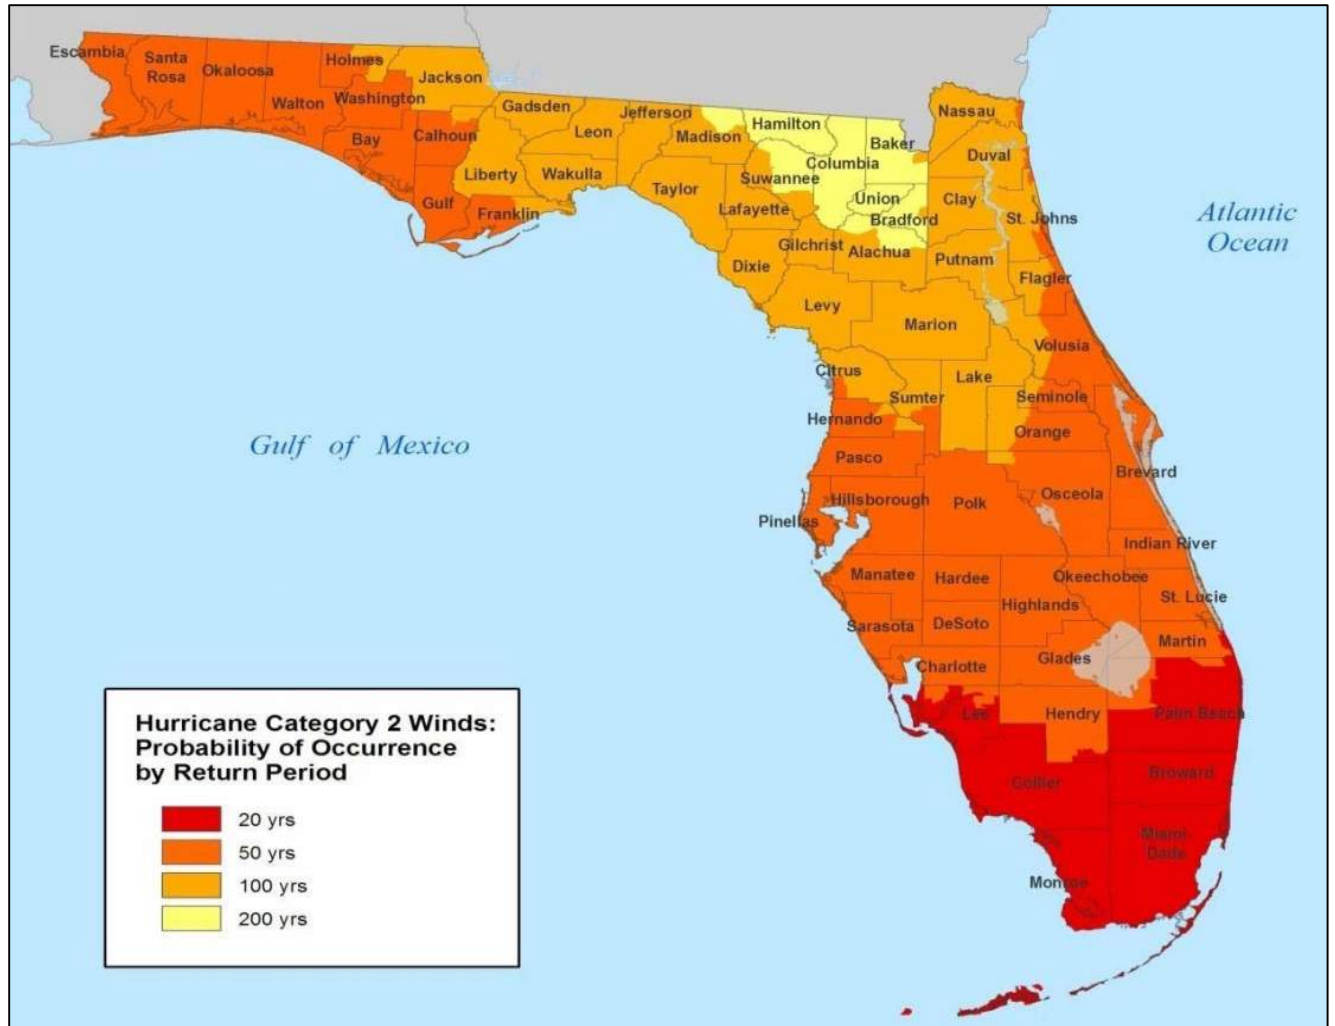 Escambia
Santa
Rosa
Okaloosa
Walton
Holmes
Washington
Jackson
Bay
Calhoun
Gulf
Liberty
Franklin
Gadsden
Leon
Wakulla
Jefferson
Madison
Taylor
Hamilton
Suwannee
Lafayette
Dixie
Columbia
Baker
Union
Bradford
Gilchrist
Alachua
Nassau
Duval
Clay
St. Johns
Putnam
Flagler
Levy
Marion
Volusia
Citrus
Sumter
Lake
Seminole
Hernando
Orange
Pasco
Brevard
Hillsborough
Polk
Osceola
Pinellas
Indian River
Manatee
Hardee
Okeechobee
Highlands
St. Lucie
Sarasota
DeSoto
Martin
Charlotte
Glades
Lee
Hendry
Palm Beach
Collier
Broward
Miami-
Dade
Monroe
Atlantic
Ocean
Gulf of Mexico
Hurricane Category 2 Winds:
Probability of Occurrence
by Return Period
20 yrs
50 yrs
100 yrs
200 yrs